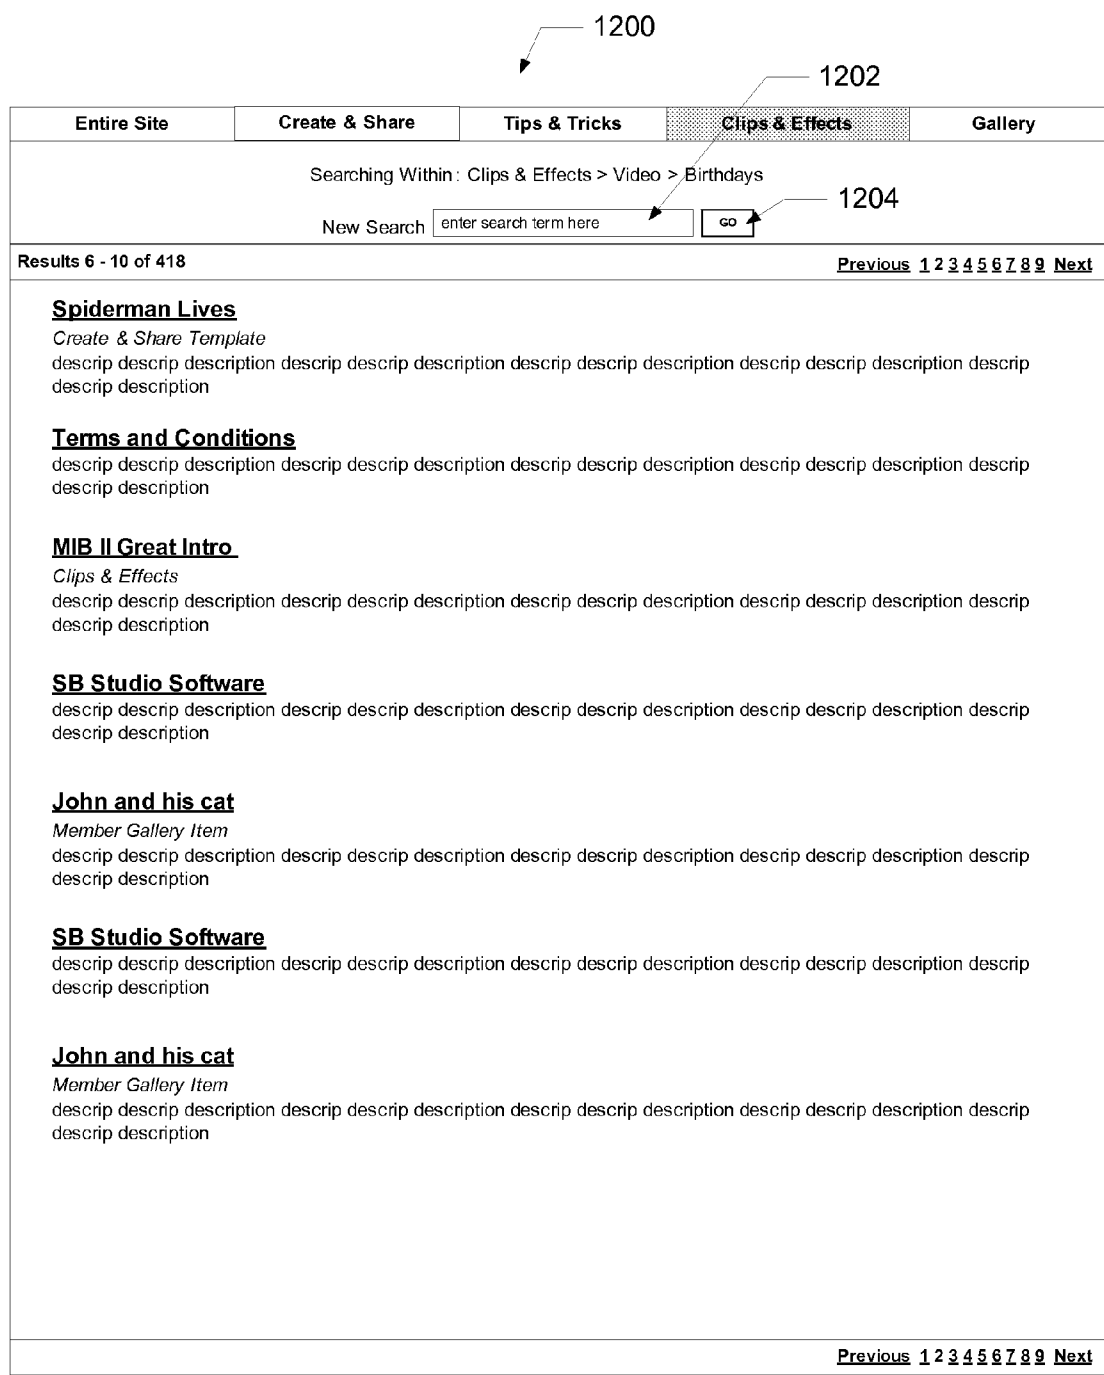 1200
1202
Entire Site Create & Share Tips & Tricks Clips & Effects Gallery
Searching Within : Clips & Effects > Video > Birthdays
1204
New Search enter search term here GO
Results 6 - 10 of 418 Previous 1 2 3 4 5 6 7 8 9 Next
Spiderman Lives
Create & Share Template
descrip descrip description descrip descrip description descrip descrip description descrip descrip description descrip
descrip description
Terms and Conditions
descrip descrip description descrip descrip description descrip descrip description descrip descrip description descrip
descrip description
MIB II Great Intro
Clips & Effects
descrip descrip description descrip descrip description descrip descrip description descrip descrip description descrip
descrip description
SB Studio Software
descrip descrip description descrip descrip description descrip descrip description descrip descrip description descrip
descrip description
John and his cat
Member Gallery Item
descrip descrip description descrip descrip description descrip descrip description descrip descrip description descrip
descrip description
SB Studio Software
descrip descrip description descrip descrip description descrip descrip description descrip descrip description descrip
descrip description
John and his cat
Member Gallery Item
descrip descrip description descrip descrip description descrip descrip description descrip descrip description descrip
descrip description
Previous 1 2 3 4 5 6 7 8 9 Next